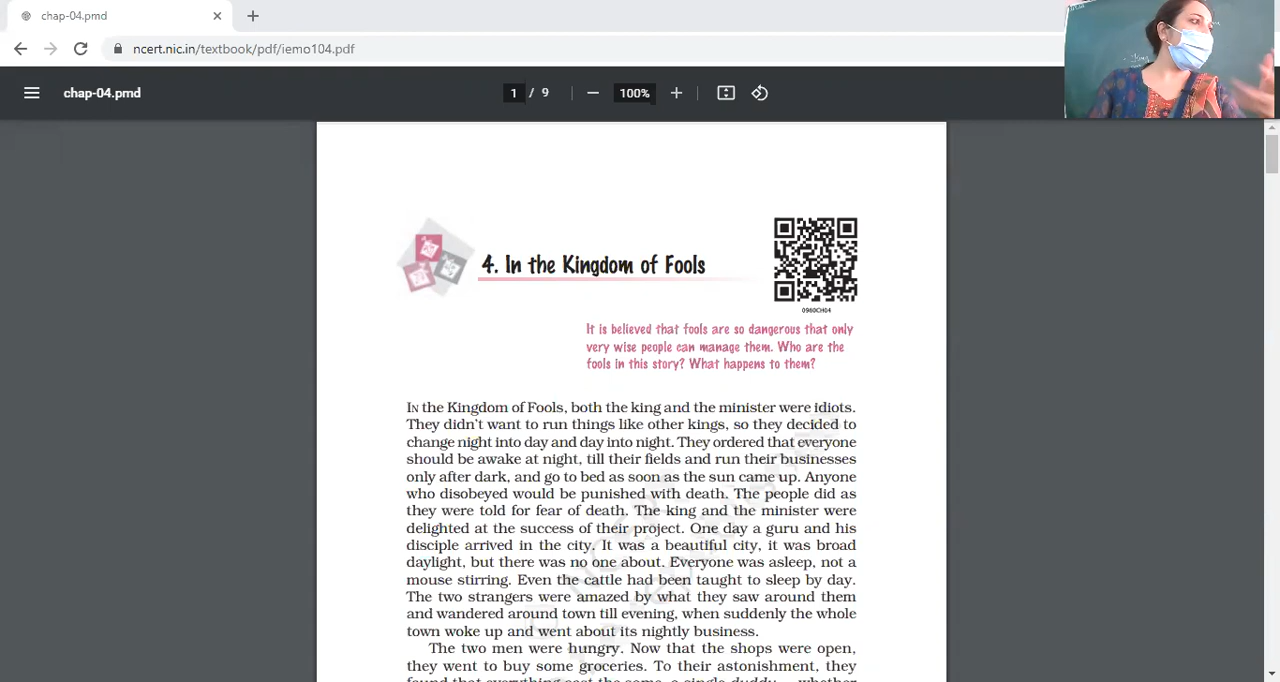 chap-04.pmd
ncert.nic.in/textbook/pdf/iemo104.pdf
chap-04.pmd
1 / 9
100%
4. In the Kingdom of Fools
0960CH04
It is believed that fools are so dangerous that only
very wise people can manage them. Who are the
fools in this story? What happens to them?
IN the Kingdom of Fools, both the king and the minister were idiots.
They didn't want to run things like other kings, so they decided to
change night into day and day into night. They ordered that everyone
should be awake at night, till their fields and run their businesses
only after dark, and go to bed as soon as the sun came up. Anyone
who disobeyed would be punished with death. The people did as
they were told for fear of death. The king and the minister were
delighted at the success of their project. One day a guru and his
disciple arrived in the city. It was a beautiful city, it was broad
daylight, but there was no one about. Everyone was asleep, not a
mouse stirring. Even the cattle had been taught to sleep by day.
The two strangers were amazed by what they saw around them
and wandered around town till evening, when suddenly the whole
town woke up and went about its nightly business.
The two men were hungry. Now that the shops were open,
they went to buy some groceries. To their astonishment, they
found that everything cost the same, a single duddu — whether